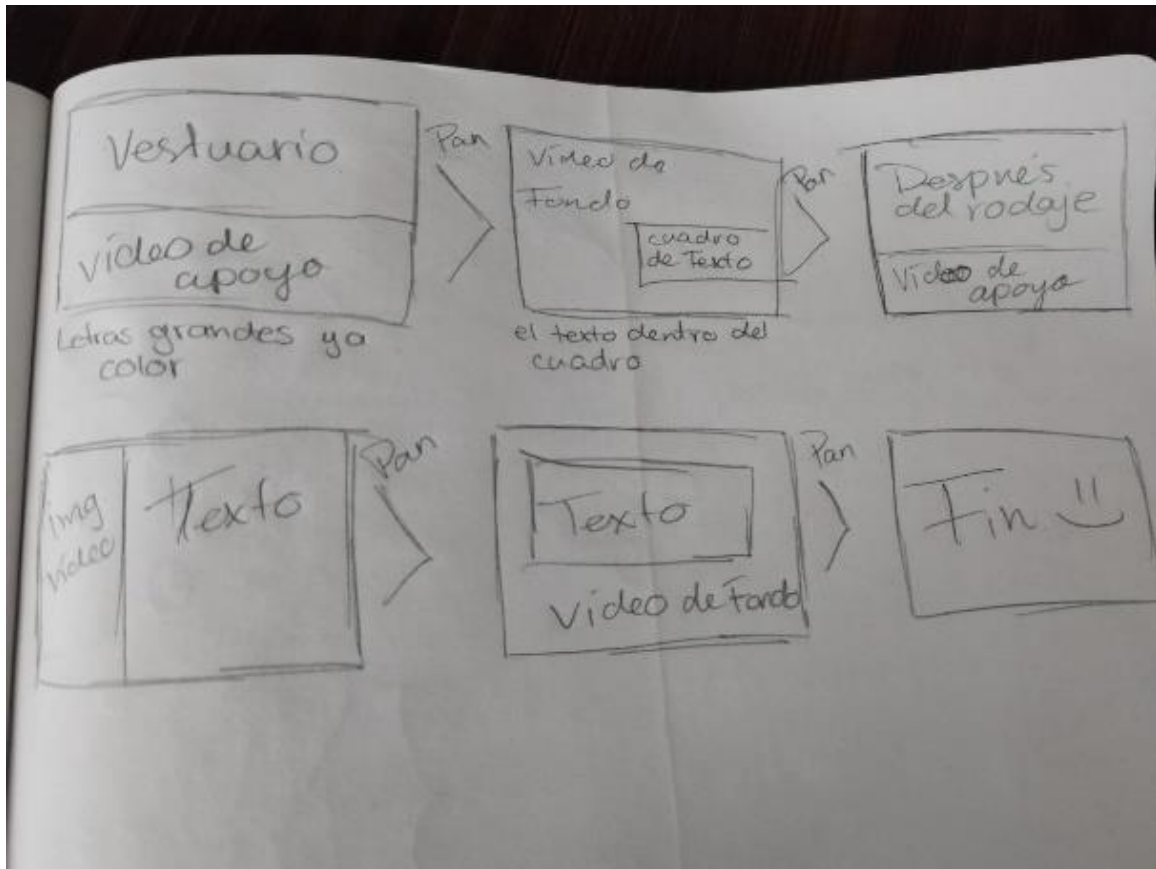 Vestuario
video de
apoyo
Letras grandes y a
color
Pan
Video de
Fondo
cuadro
de Texto
el texto dentro del
cuadro
Pan
Después
del rodaje
Video de
apoyo
img
video
Texto
Pan
Texto
Video de Fondo
Pan
Fin